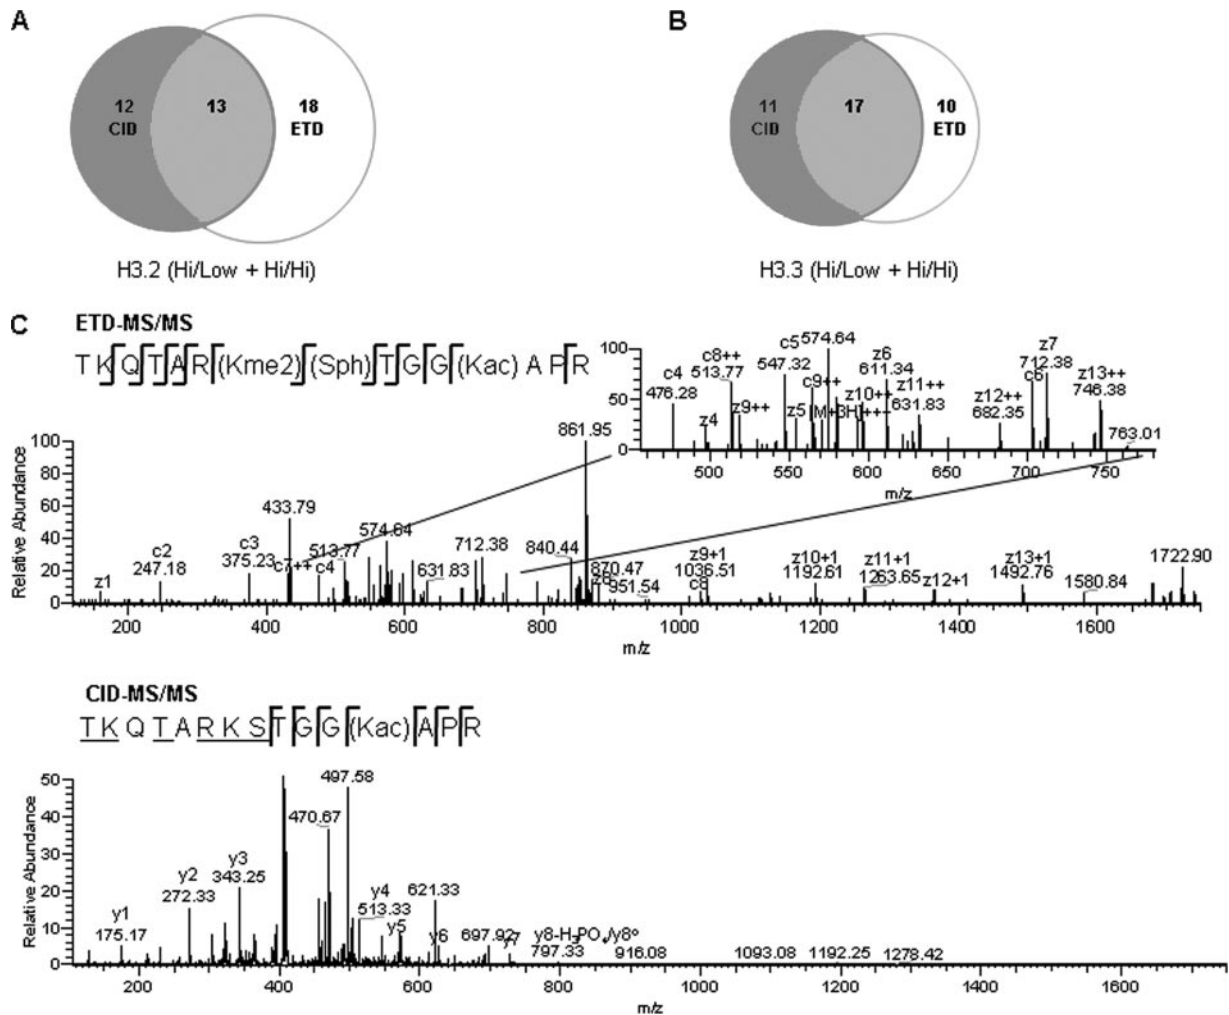 A
12
CID
13
18
ETD
H3.2 (Hi/Low + Hi/Hi)
B
11
CID
17
10
ETD
H3.3 (Hi/Low + Hi/Hi)
C
ETD-MS/MS
T K Q T A R (Kme2) (Sph) T G G (Kac) A P R
100
50
0
c4
476.28
z4
c8++
513.77
z9++
c5
547.32
z5
574.64
c9++
M+3H
z10++
z6
611.34
z11++
631.83
z12++
682.35
c6
z7
712.38
z13++
746.38
763.01
500
550
600
650
700
750
m/z
Relative Abundance
100
80
60
40
20
0
z1
c2
247.18
c3
375.23
433.79
c7++
c4
513.77
574.64
631.83
712.38
840.44
861.95
870.47
z8
951.54
z9+1
1036.51
c8
z10+1
1192.61
z11+1
1263.65
z12+1
z13+1
1492.76
1580.84
1722.90
200
400
600
800
1000
1200
1400
1600
m/z
CID-MS/MS
T K Q T A R K S T G G (Kac) A P R
Relative Abundance
50
40
30
20
10
0
y1
175.17
y2
272.33
y3
343.25
470.67
497.58
y4
513.33
y5
621.33
y6
697.92
y7
y8-H3PO4/y8º
797.33
916.08
1093.08
1192.25
1278.42
200
400
600
800
1000
1200
1400
1600
m/z